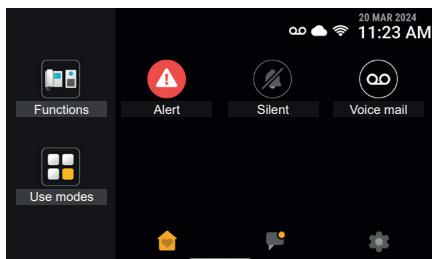 20 MAR 2024
11:23 AM
Functions
Alert
Silent
Voice mail
Use modes